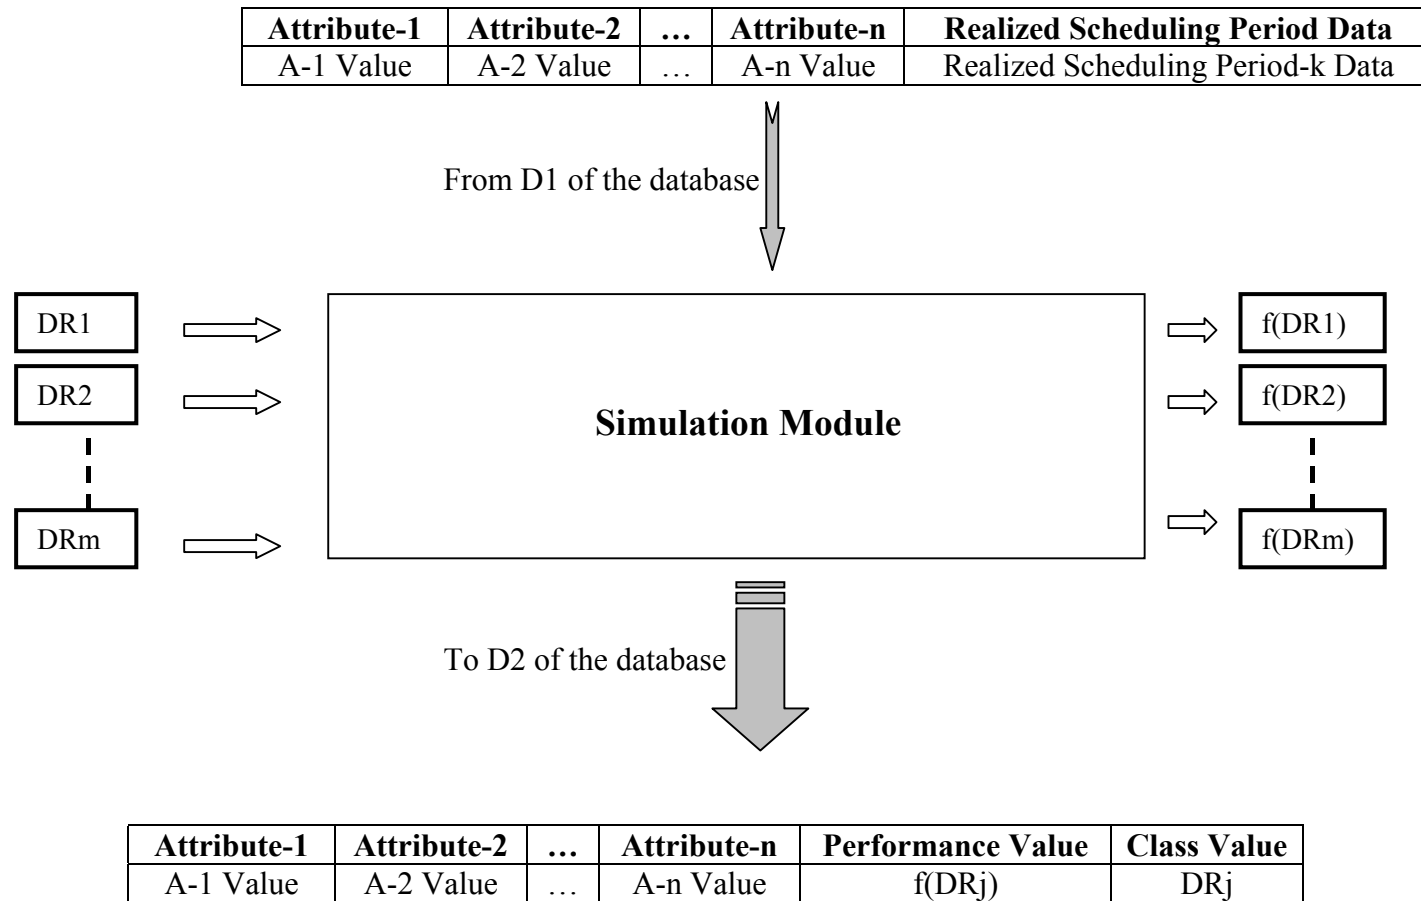 Attribute-1 Attribute-2 … Attribute-n Realized Scheduling Period Data
A-1 Value A-2 Value … A-n Value Realized Scheduling Period-k Data
From D1 of the database
DR1 f(DR1)
DR2 f(DR2)
Simulation Module
DRm f(DRm)
To D2 of the database
Attribute-1 Attribute-2 … Attribute-n Performance Value Class Value
A-1 Value A-2 Value … A-n Value f(DRj) DRj